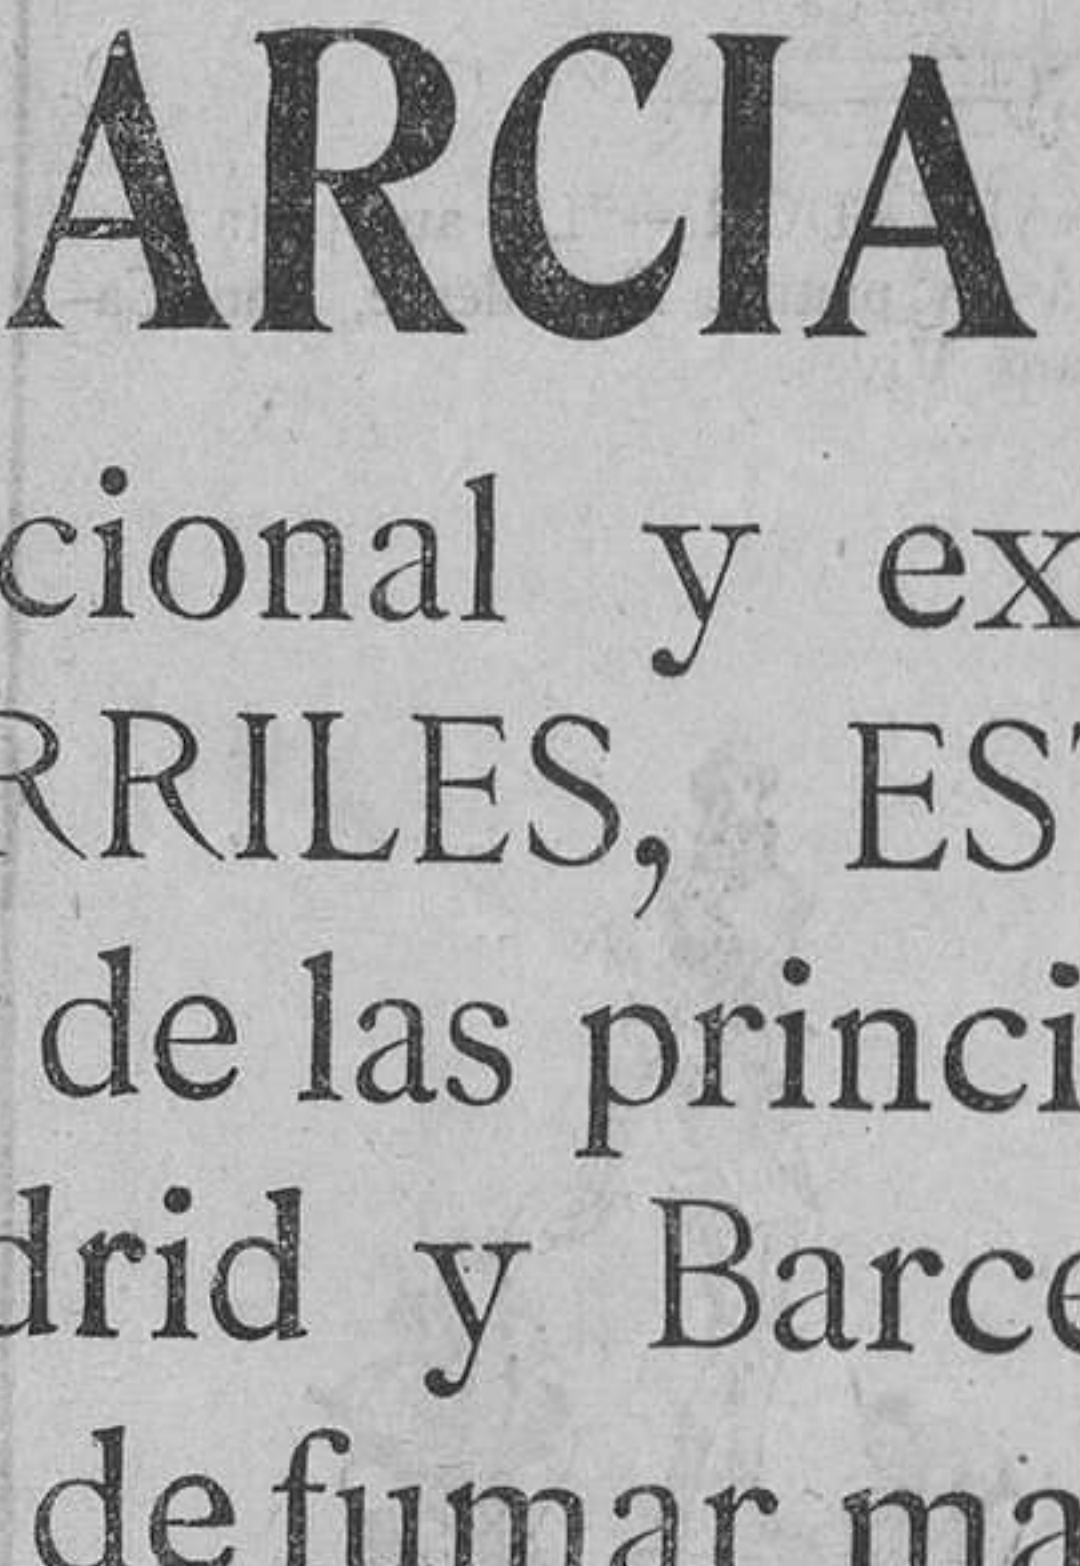 ARCIA
cional y ex
RRILES, EST
de las princi
drid y Barce
de fumar ma